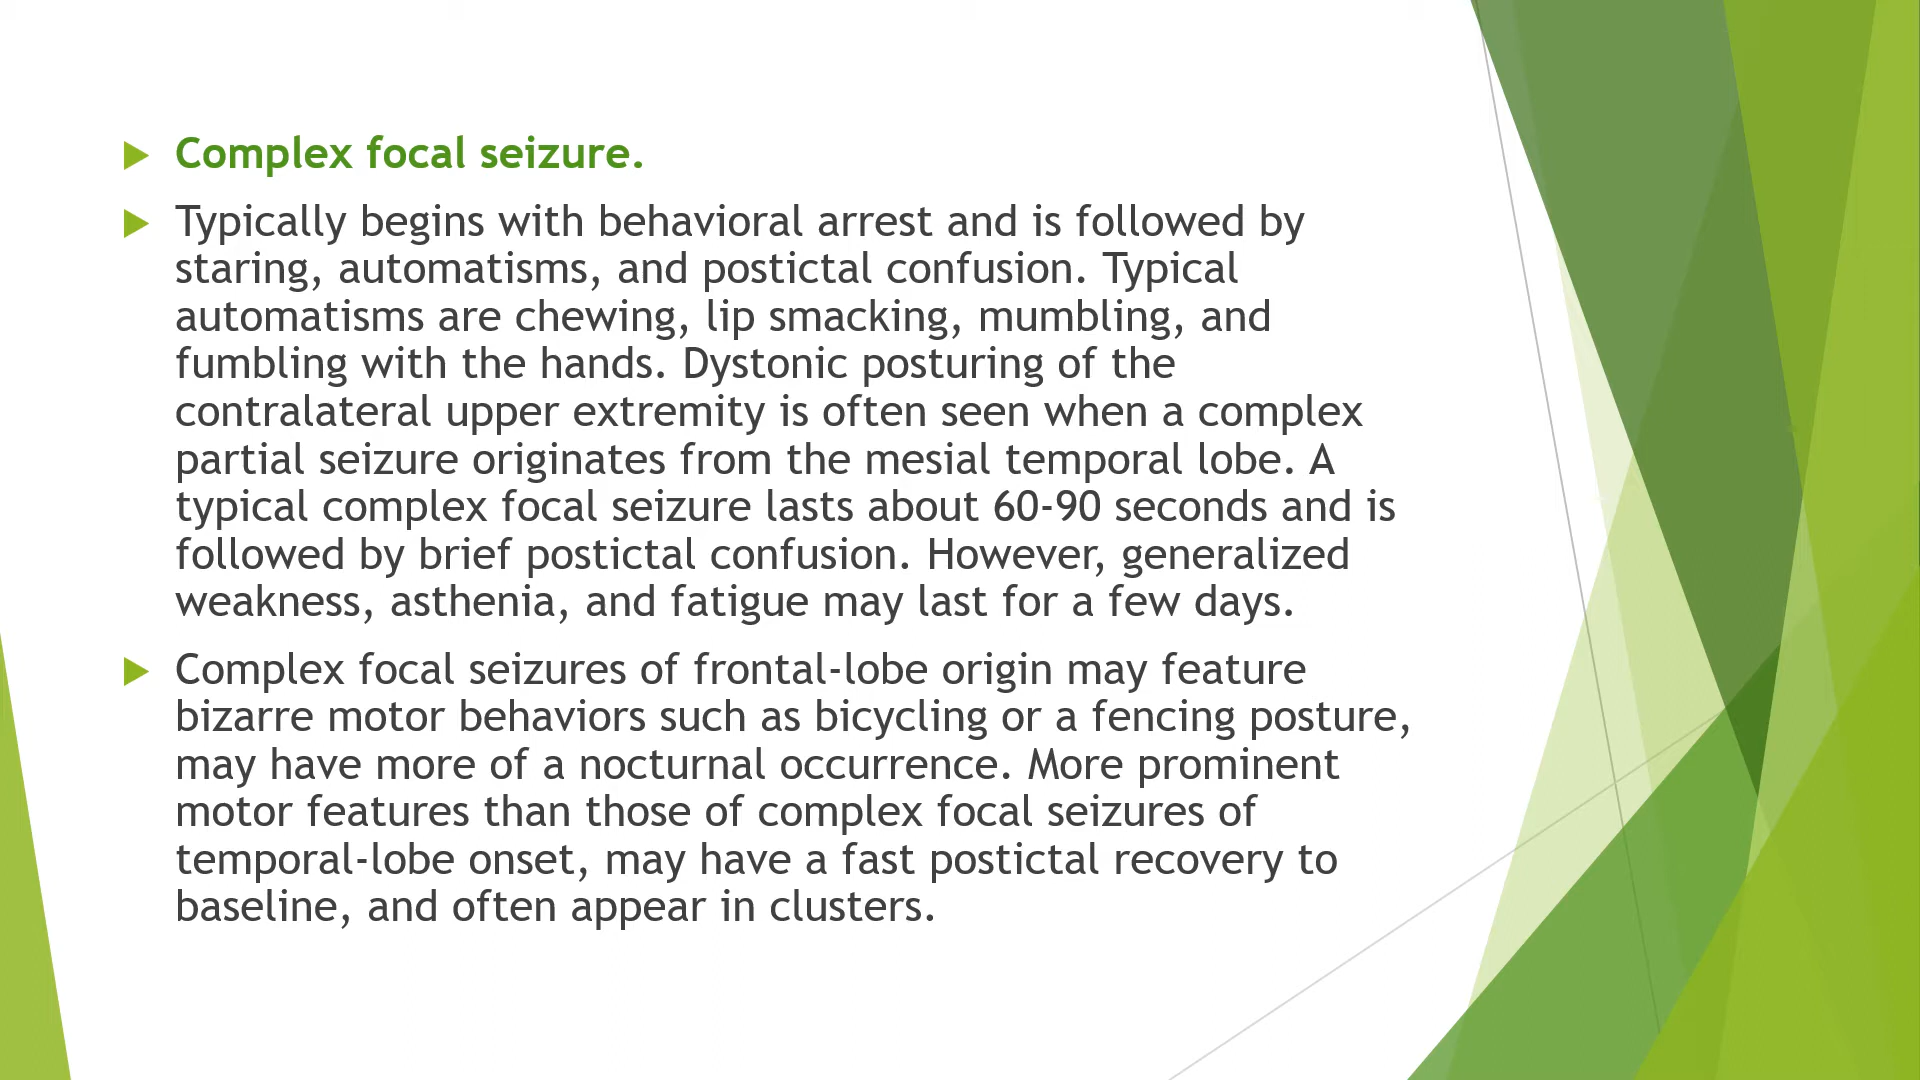 Complex focal seizure.
Typically begins with behavioral arrest and is followed by
staring, automatisms, and postictal confusion. Typical
automatisms are chewing, lip smacking, mumbling, and
fumbling with the hands. Dystonic posturing of the
contralateral upper extremity is often seen when a complex
partial seizure originates from the mesial temporal lobe. A
typical complex focal seizure lasts about 60-90 seconds and is
followed by brief postictal confusion. However, generalized
weakness, asthenia, and fatigue may last for a few days.
Complex focal seizures of frontal-lobe origin may feature
bizarre motor behaviors such as bicycling or a fencing posture,
may have more of a nocturnal occurrence. More prominent
motor features than those of complex focal seizures of
temporal-lobe onset, may have a fast postictal recovery to
baseline, and often appear in clusters.